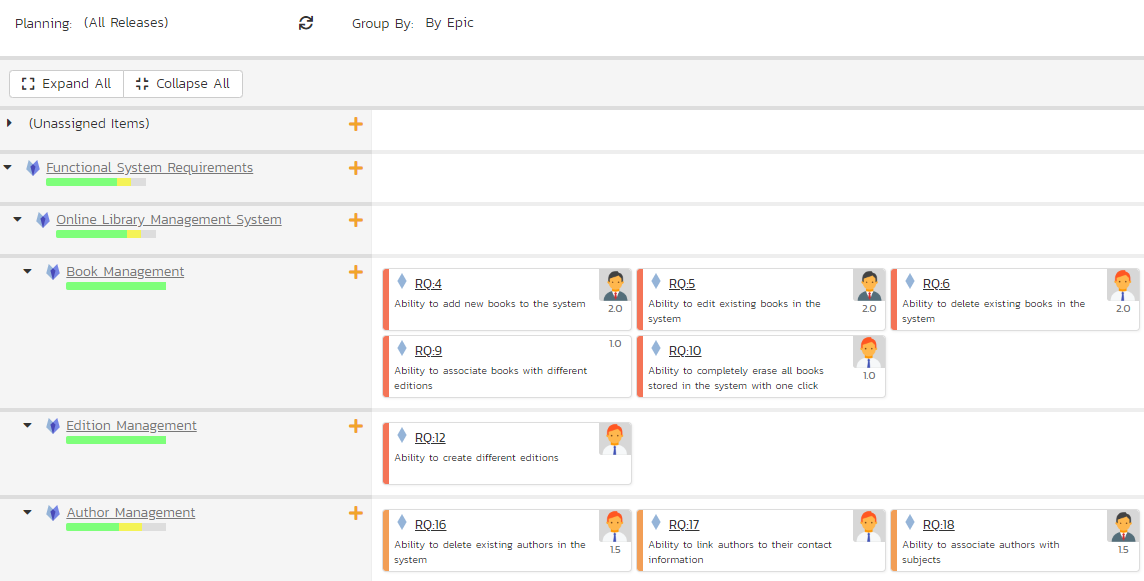 Planning: (All Releases) Group By: By Epic
Expand All Collapse All
(Unassigned Items)
Functional System Requirements
Online Library Management System
Book Management
RQ:4
Ability to add new books to the system
2.0
RQ:5
Ability to edit existing books in the
system
2.0
RQ:6
Ability to delete existing books in the
system
2.0
RQ:9
1.0
Ability to associate books with different
editions
RQ:10
Ability to completely erase all books
stored in the system with one click
1.0
Edition Management
RQ:12
Ability to create different editions
Author Management
RQ:16
Ability to delete existing authors in the
system
1.5
RQ:17
Ability to link authors to their contact
information
RQ:18
Ability to associate authors with
subjects
1.5